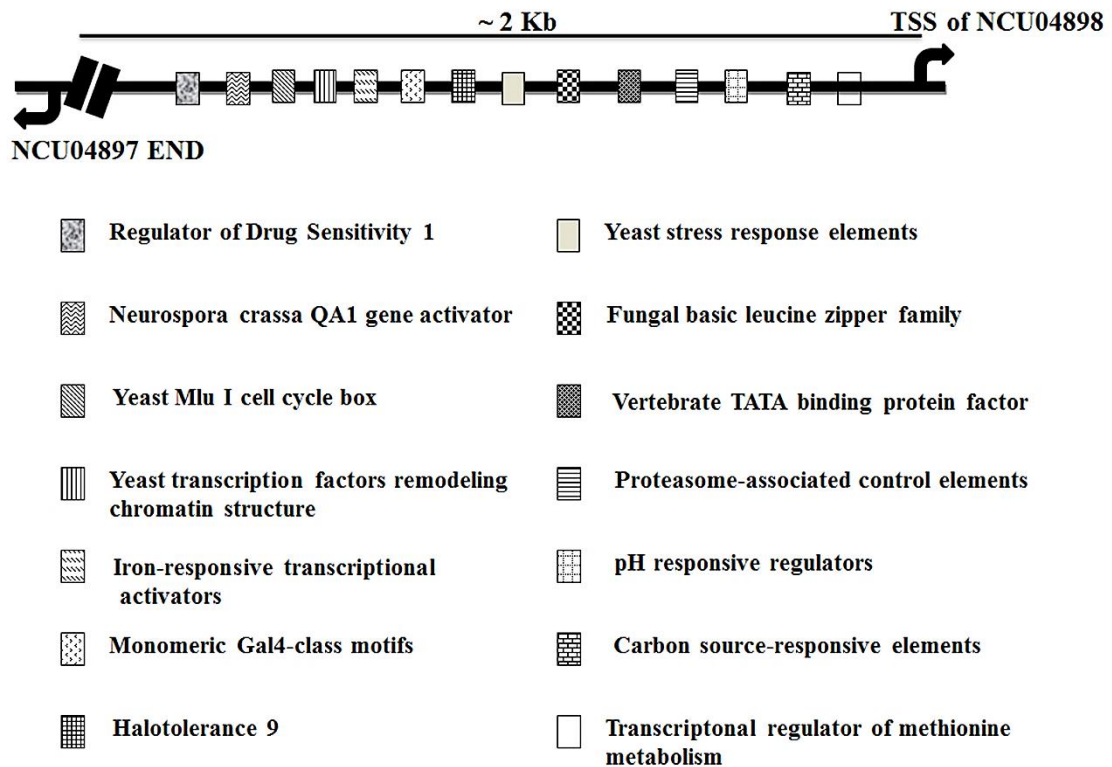 ~ 2 Kb
TSS of NCU04898
NCU04897 END
Regulator of Drug Sensitivity 1
Neurospora crassa QA1 gene activator
Yeast Mlu I cell cycle box
Yeast transcription factors remodeling
chromatin structure
Iron-responsive transcriptional
activators
Monomeric Gal4-class motifs
Halotolerance 9
Yeast stress response elements
Fungal basic leucine zipper family
Vertebrate TATA binding protein factor
Proteasome-associated control elements
pH responsive regulators
Carbon source-responsive elements
Transcriptonal regulator of methionine
metabolism